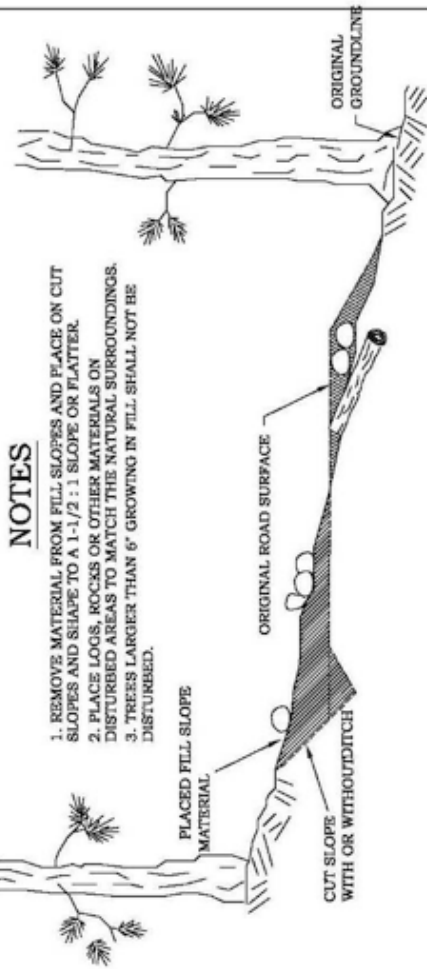 NOTES
1. REMOVE MATERIAL FROM FILL SLOPES AND PLACE ON CUT
SLOPES AND SHAPE TO A 1-1/2 : 1 SLOPE OR FLATTER.
2. PLACE LOGS, ROCKS OR OTHER MATERIALS ON
DISTURBED AREAS TO MATCH THE NATURAL SURROUNDINGS.
3. TREES LARGER THAN 6" GROWING IN FILL SHALL NOT BE
DISTURBED.
PLACED FILL SLOPE
MATERIAL
CUT SLOPE
WITH OR WITHOUTDITCH
ORIGINAL ROAD SURFACE
ORIGINAL
GROUNDLINE